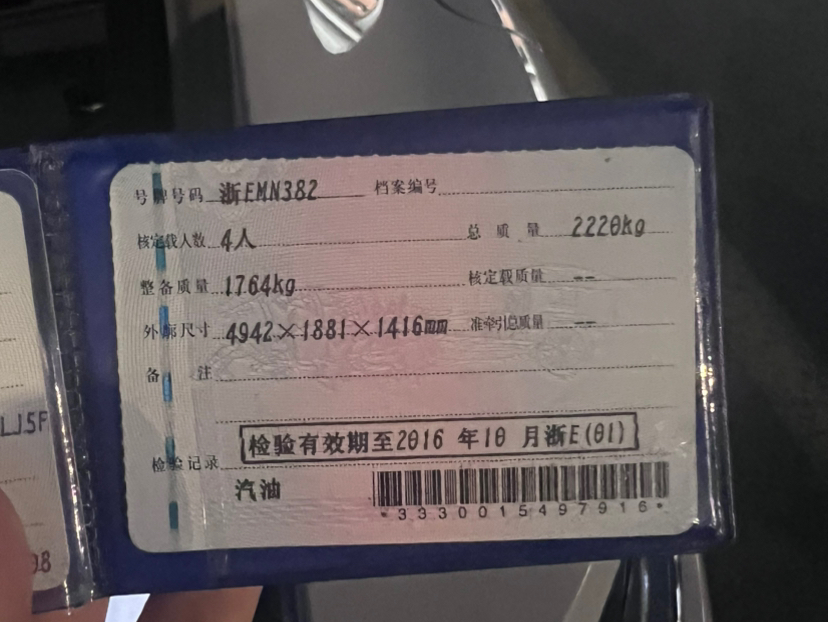 号牌号码 浙EMN382 档案编号
核定载人数 4人 总质量 2220kg
整备质量 1764kg 核定载质量 --
外廓尺寸 4942×1881×1416mm 准牵引总质量 --
备注
检验有效期至2016 年10 月浙E(01)
检验记录
汽油
*3330015497916*
LJ5F
08